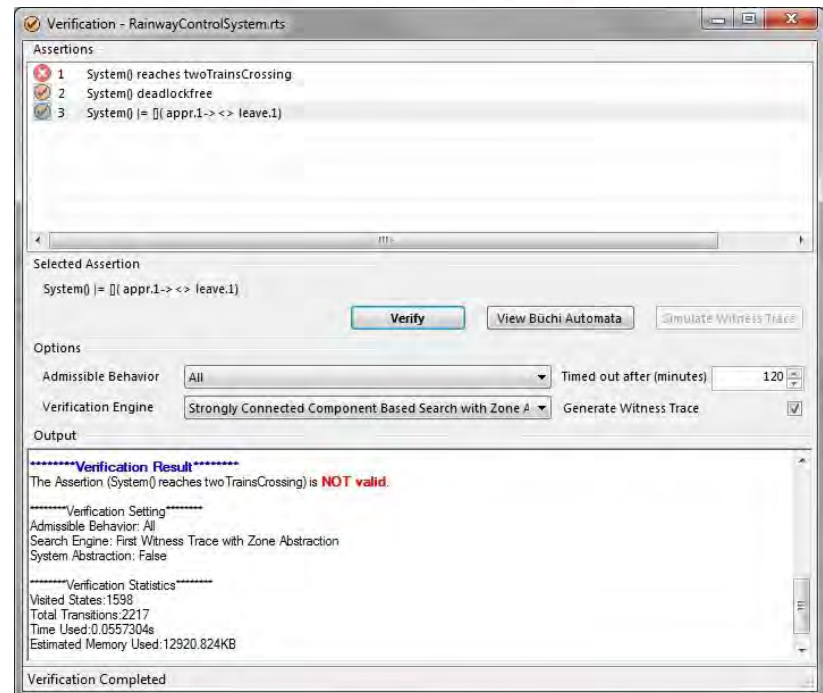 Verification - RainwayControlSystem.rts
Assertions
1 System() reaches twoTrainsCrossing
2 System() deadlockfree
3 System() |= []( appr.1-> <> leave.1)
Selected Assertion
System() |= []( appr.1-> <> leave.1)
Verify View Büchi Automata Simulate Witness Trace
Options
Admissible Behavior All Timed out after (minutes) 120
Verification Engine Strongly Connected Component Based Search with Zone A Generate Witness Trace
Output
********Verification Result********
The Assertion (System() reaches twoTrainsCrossing) is NOT valid.
********Verification Setting********
Admissible Behavior: All
Search Engine: First Witness Trace with Zone Abstraction
System Abstraction: False
********Verification Statistics********
Visited States:1598
Total Transitions:2217
Time Used:0.0557304s
Estimated Memory Used:12920.824KB
Verification Completed